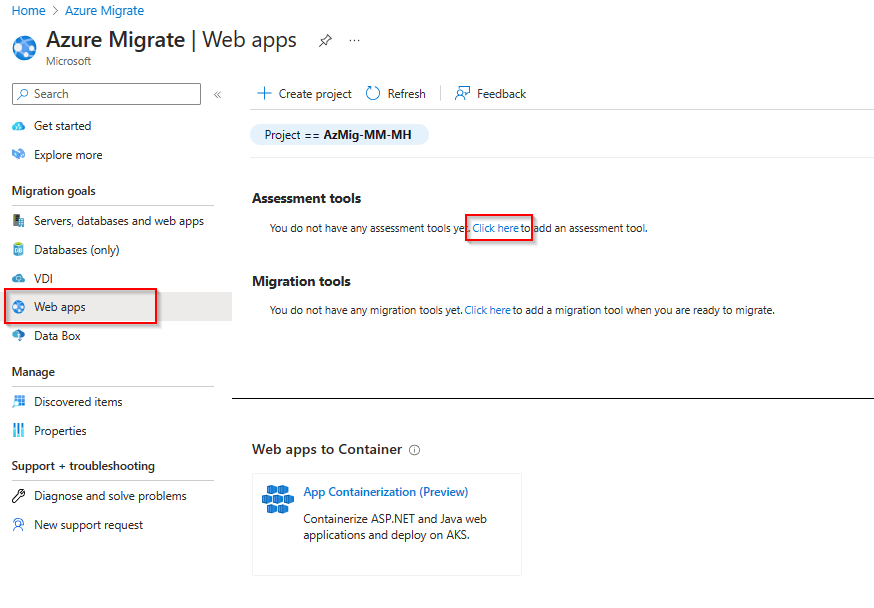 Home > Azure Migrate
Azure Migrate | Web apps
Microsoft
Search
Get started
Explore more
Migration goals
Servers, databases and web apps
Databases (only)
VDI
Web apps
Data Box
Manage
Discovered items
Properties
Support + troubleshooting
Diagnose and solve problems
New support request
Create project
Refresh
Feedback
Project == AzMig-MM-MH
Assessment tools
You do not have any assessment tools yet. Click here to add an assessment tool.
Migration tools
You do not have any migration tools yet. Click here to add a migration tool when you are ready to migrate.
Web apps to Container
App Containerization (Preview)
Containerize ASP.NET and Java web
applications and deploy on AKS.